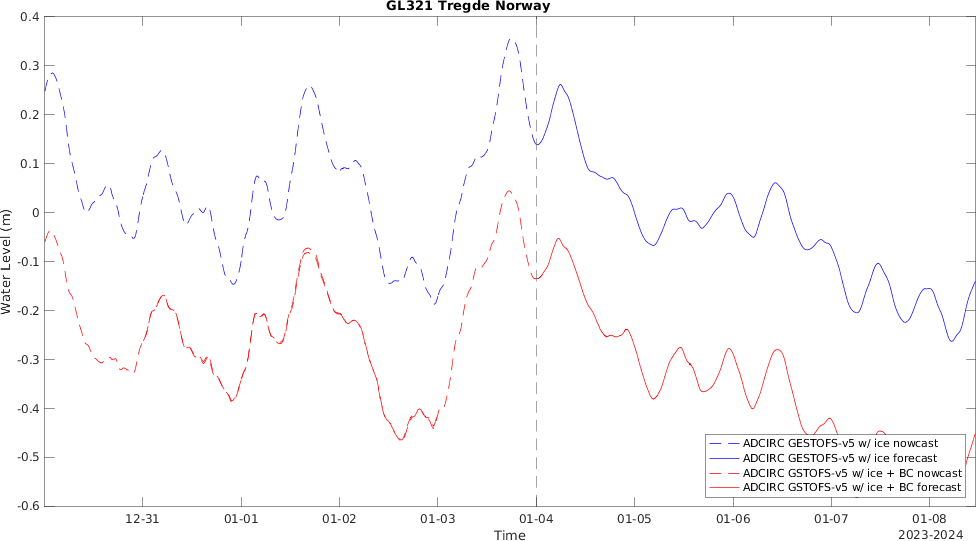 GL321 Tregde Norway
0.4
0.3
0.2
0.1
0
-0.1
-0.2
-0.3
-0.4
-0.5
-0.6
Water Level (m)
12-31 01-01 01-02 01-03 01-04 01-05 01-06 01-07 01-08
Time
2023-2024
ADCIRC GESTOFS-v5 w/ ice nowcast
ADCIRC GESTOFS-v5 w/ ice forecast
ADCIRC GSTOFS-v5 w/ ice + BC nowcast
ADCIRC GSTOFS-v5 w/ ice + BC forecast